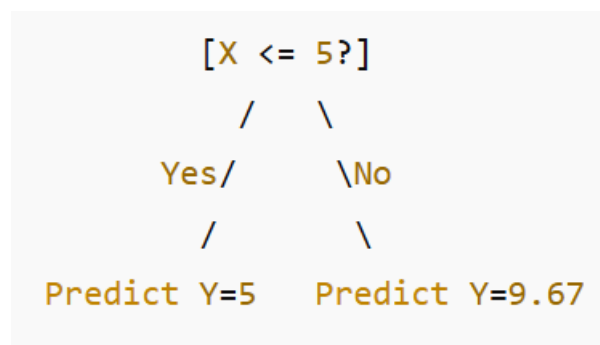 [X <= 5?]
/ \
Yes/ \No
/ \
Predict Y=5 Predict Y=9.67